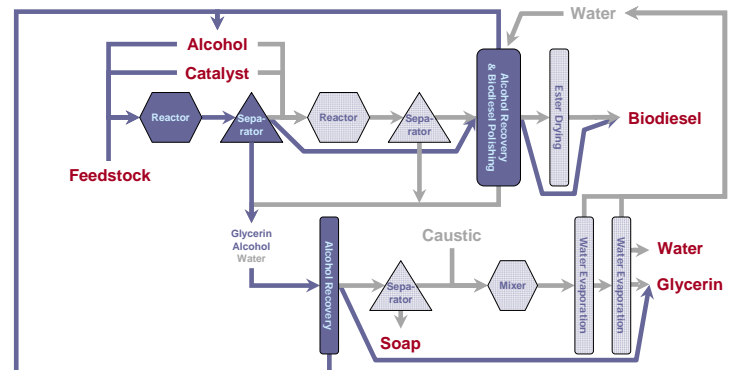 Water
Alcohol
Catalyst
Reactor
Sepa-
rator
Reactor
Sepa-
rator
Alcohol Recovery
& Biodiesel Polishing
Ester Drying
Biodiesel
Feedstock
Glycerin
Alcohol
Water
Alcohol Recovery
Caustic
Sepa-
rator
Mixer
Water Evaporation
Water Evaporation
Water
Glycerin
Soap